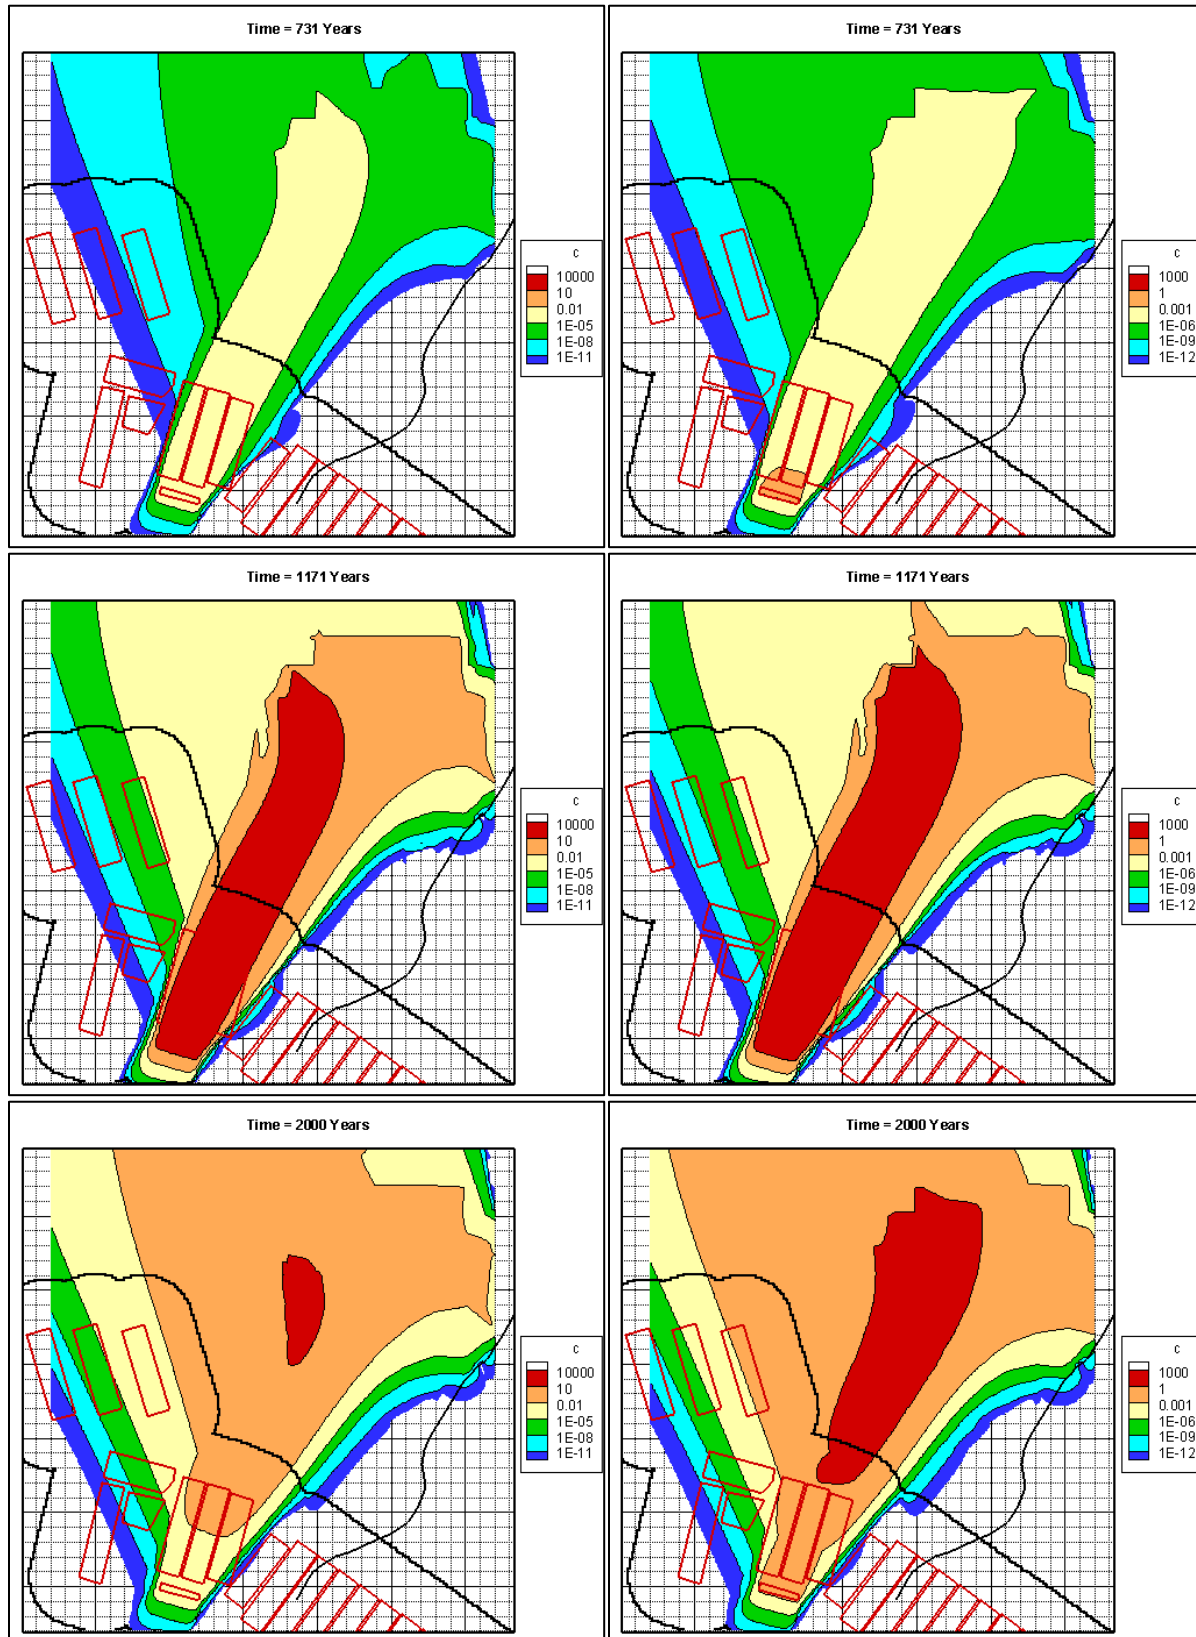 Time = 731 Years
c
10000
10
0.01
1E-05
1E-08
1E-11
Time = 731 Years
c
1000
1
0.001
1E-06
1E-09
1E-12
Time = 1171 Years
c
10000
10
0.01
1E-05
1E-08
1E-11
Time = 1171 Years
c
1000
1
0.001
1E-06
1E-09
1E-12
Time = 2000 Years
c
10000
10
0.01
1E-05
1E-08
1E-11
Time = 2000 Years
c
1000
1
0.001
1E-06
1E-09
1E-12